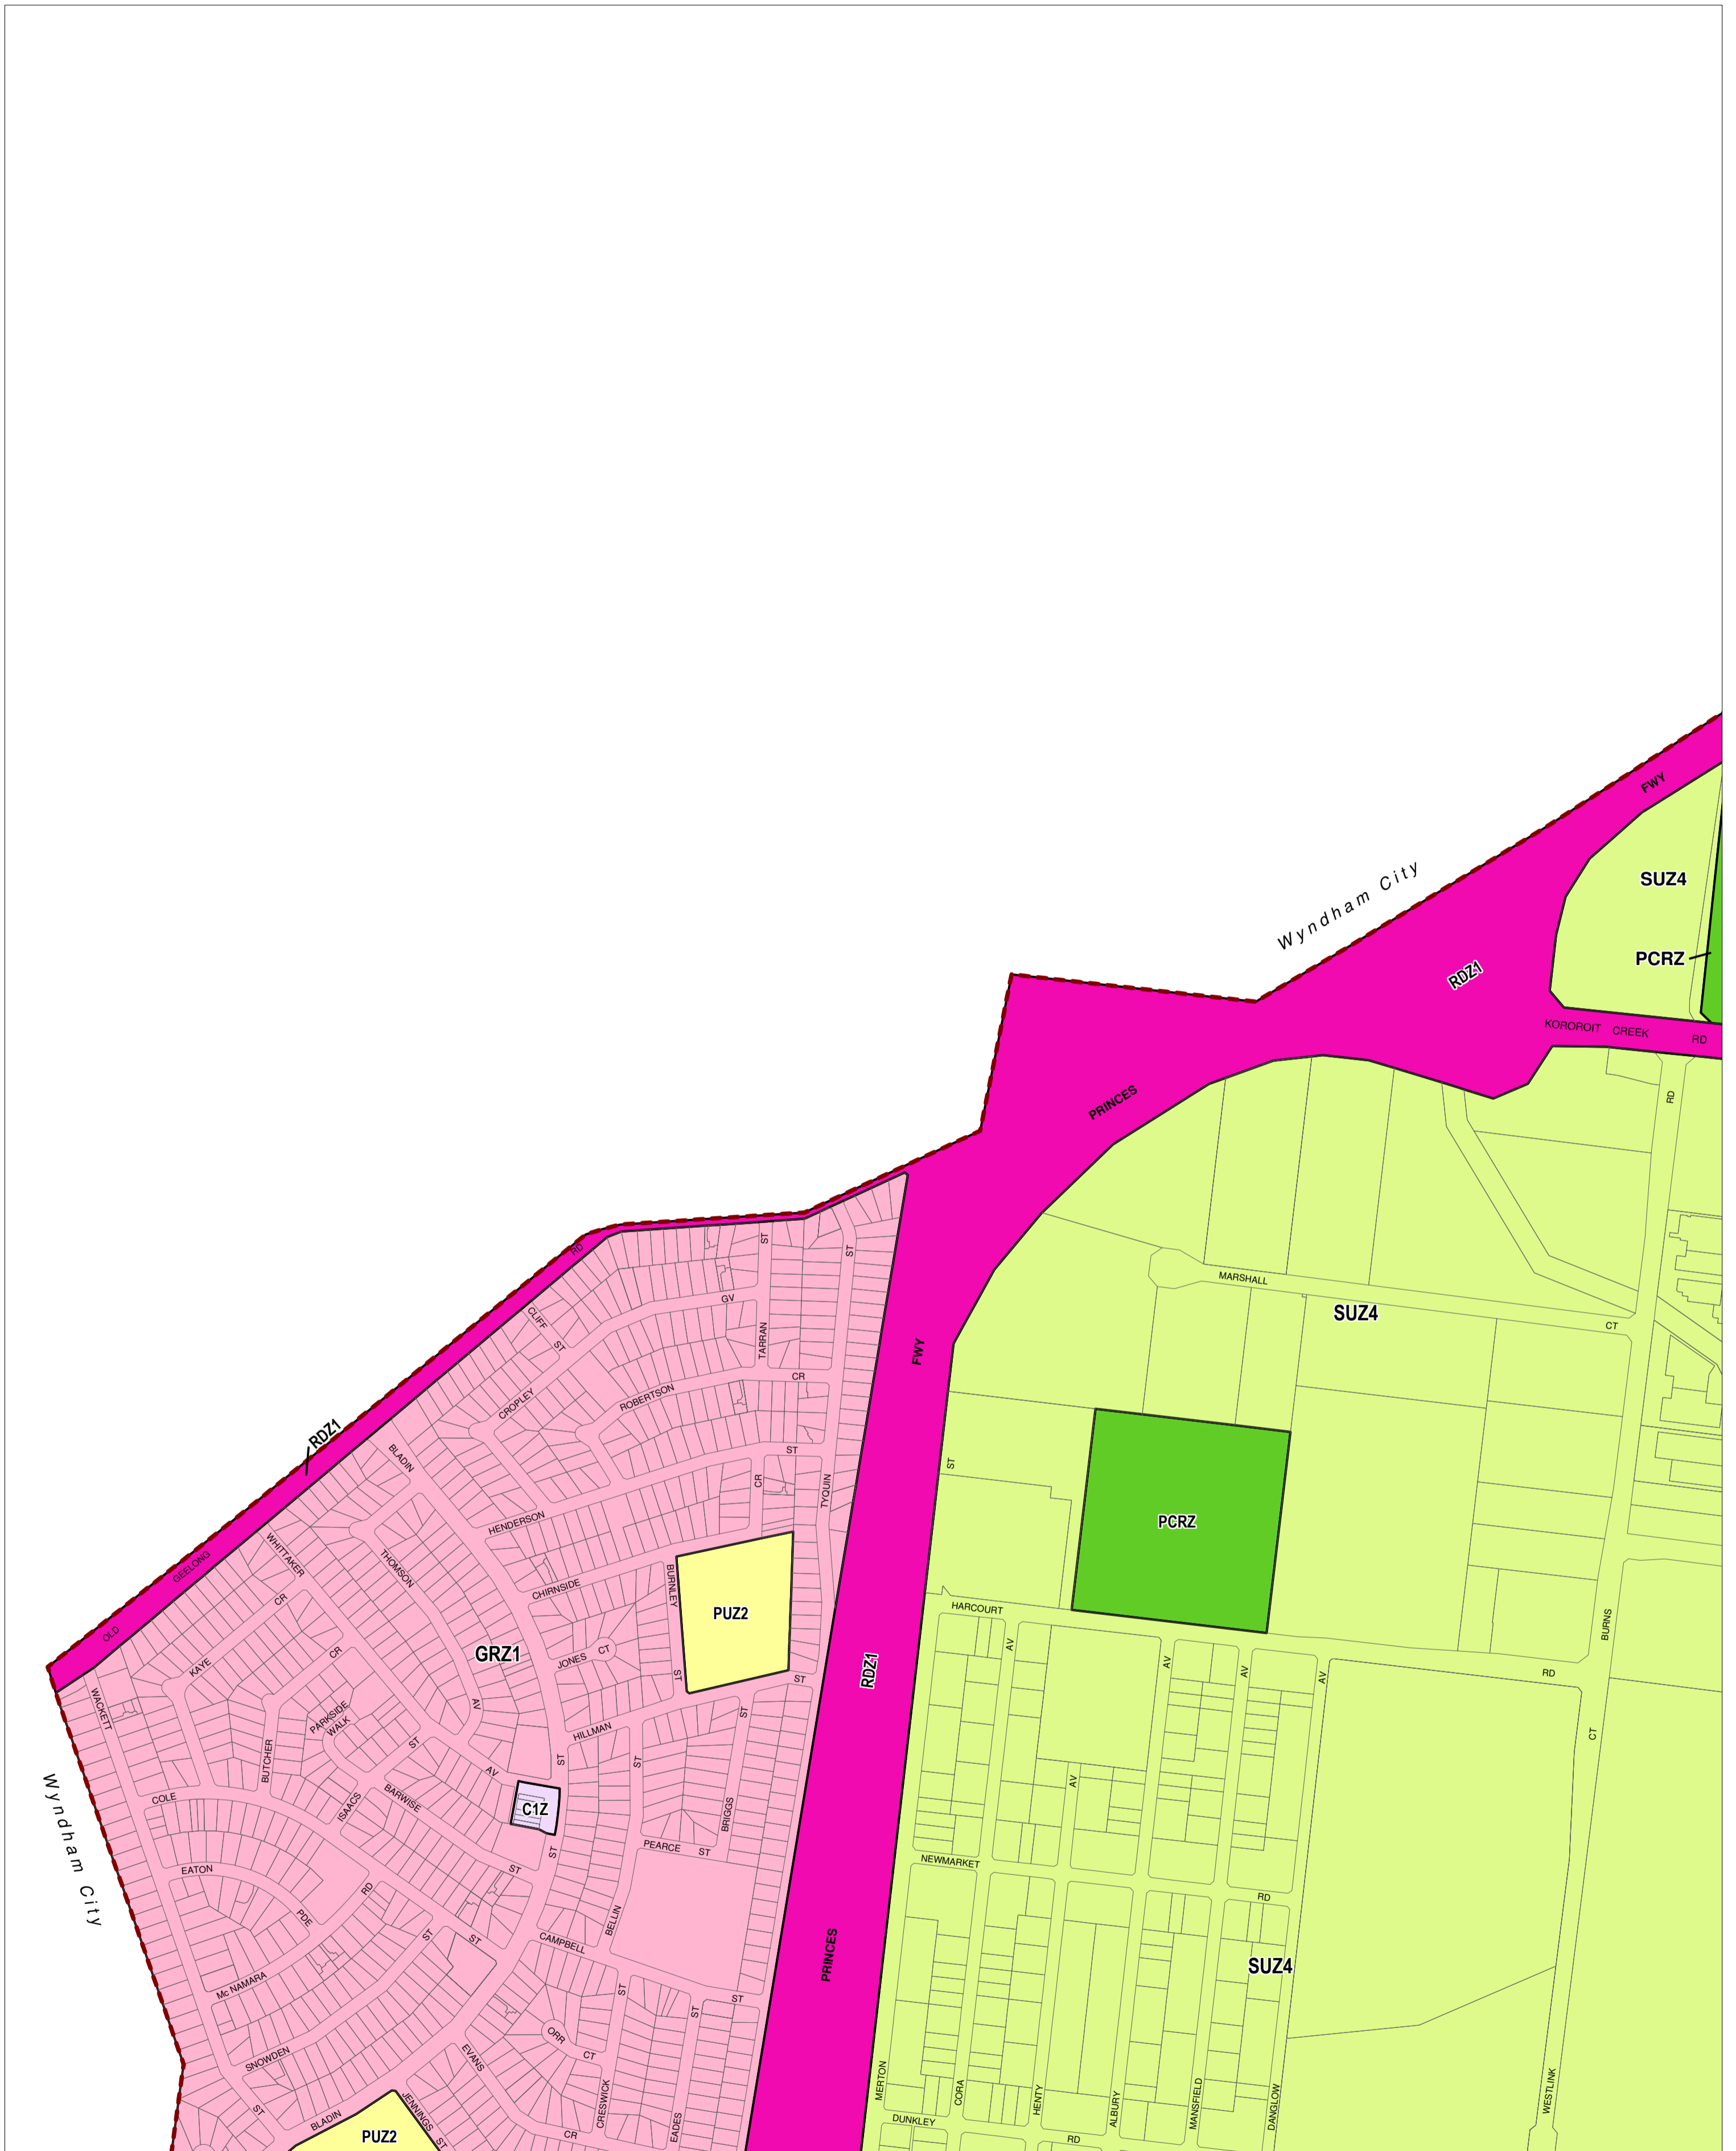 FWY
SUZ4
Wyndham City
PCRZ
RDZ1
KOROROIT CREEK RD
PRINCES
RD
RD
ST
ST
GV
MARSHALL
CLIFF
ST
SUZ4
CT
TARRAN
FWY
CR
ROBERTSON
CROPLEY
RDZ1
BLADIN
ST
ST
CR
TYQUIN
HENDERSON
PCRZ
WHITTAKER
GEELONG
THOMSON
CHIRNSIDE
BURNLEY
CR
PUZ2
HARCOURT
BURNS
OLD
GRZ1
CR
JONES CT
KAYE
AV
AV
AV
AV
RD
RDZ1
ST
ST
WACKETT
AV
PARKSIDE
WALK
HILLMAN
ST
CT
ST
BUTCHER
ST
ST
AV
AV
Wyndham City
COLE
BARWISE
ISAACS
C1Z
BRIGGS
PEARCE ST
ST
NEWMARKET
EATON
ST
RD
RD
PDE
BELLIN
ST
ST
CAMPBELL
PRINCES
SUZ4
Mc NAMARA
ST
ST
ST
ORR
CT
SNOWDEN
EVANS
MERTON
CORA
HENTY
ALBURY
MANSFIELD
DANGLOW
WESTLINK
CRESWICK
EADES
ST
BLADIN
JENNINGS
ST
DUNKLEY
RD
CR
PUZ2